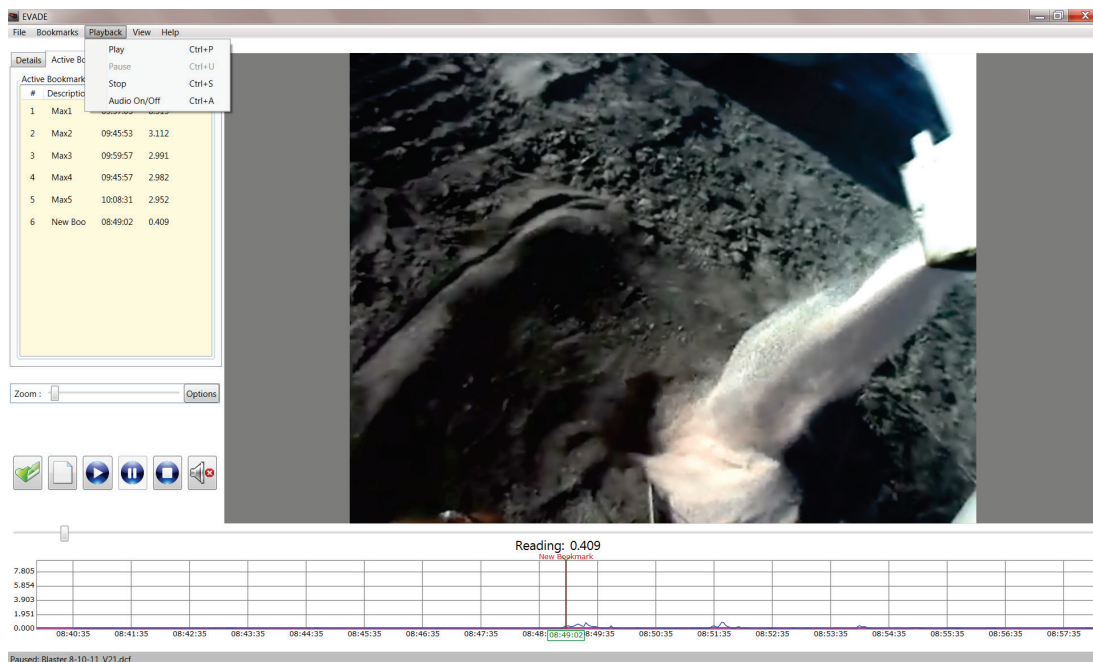 EVADE
File Bookmarks Playback View Help
Play Ctrl+P
Pause Ctrl+U
Stop Ctrl+S
Audio On/Off Ctrl+A
Details Active Bo
Active Bookmark
# Descriptio
1 Max1
2 Max2 09:45:53 3.112
3 Max3 09:59:57 2.991
4 Max4 09:45:57 2.982
5 Max5 10:08:31 2.952
6 New Boo 08:49:02 0.409
Zoom : Options
Reading: 0.409
New Bookmark
7.805
5.854
3.903
1.951
0.000
08:40:35 08:41:35 08:42:35 08:43:35 08:44:35 08:45:35 08:46:35 08:47:35 08:48: 08:49:02 08:49:35 08:50:35 08:51:35 08:52:35 08:53:35 08:54:35 08:55:35 08:56:35 08:57:35
Paused: Blaster 8-10-11_V21.dcf